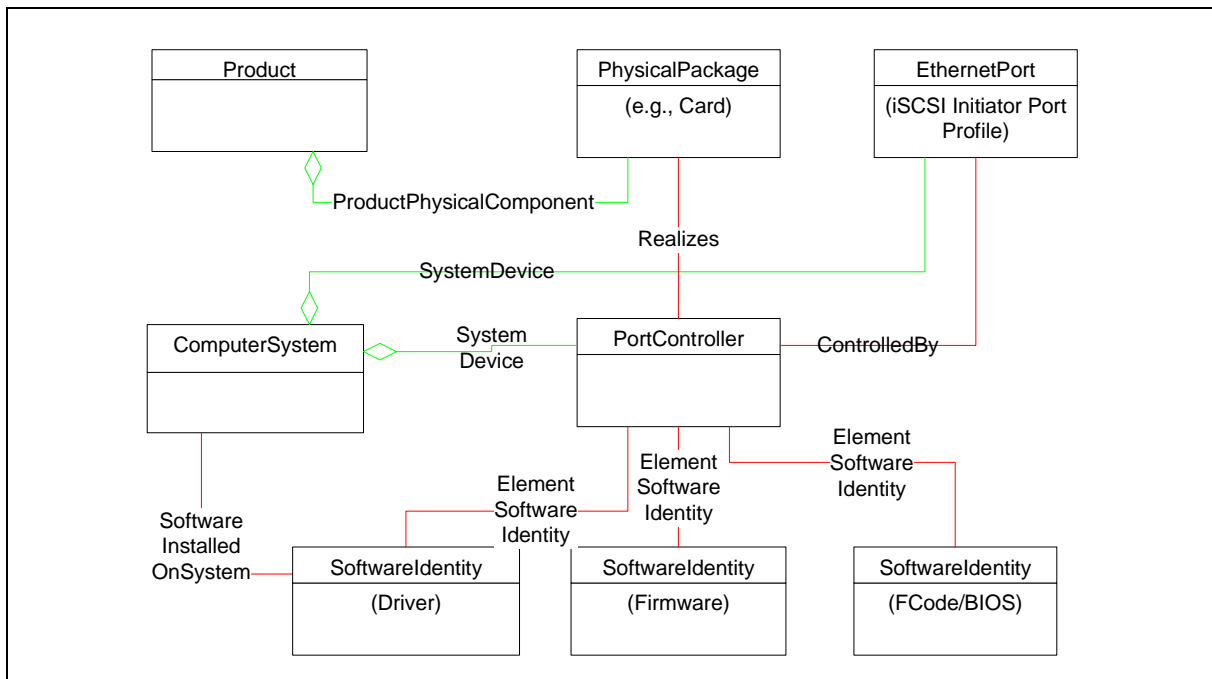 Product
PhysicalPackage
(e.g., Card)
EthernetPort
(iSCSI Initiator Port
Profile)
ProductPhysicalComponent
Realizes
SystemDevice
ComputerSystem
System
Device
PortController
ControlledBy
Element
Software
Identity
Element
Software
Identity
Element
Software
Identity
Software
Installed
OnSystem
SoftwareIdentity
(Driver)
SoftwareIdentity
(Firmware)
SoftwareIdentity
(FCode/BIOS)